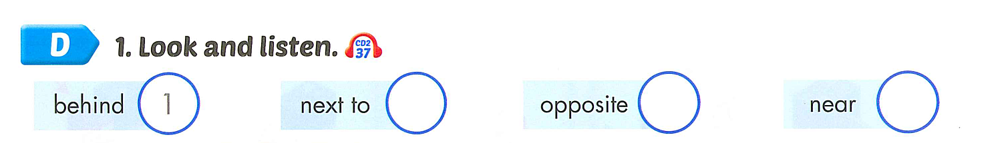 D 1. Look and listen. CD2 37
behind 1 next to opposite near